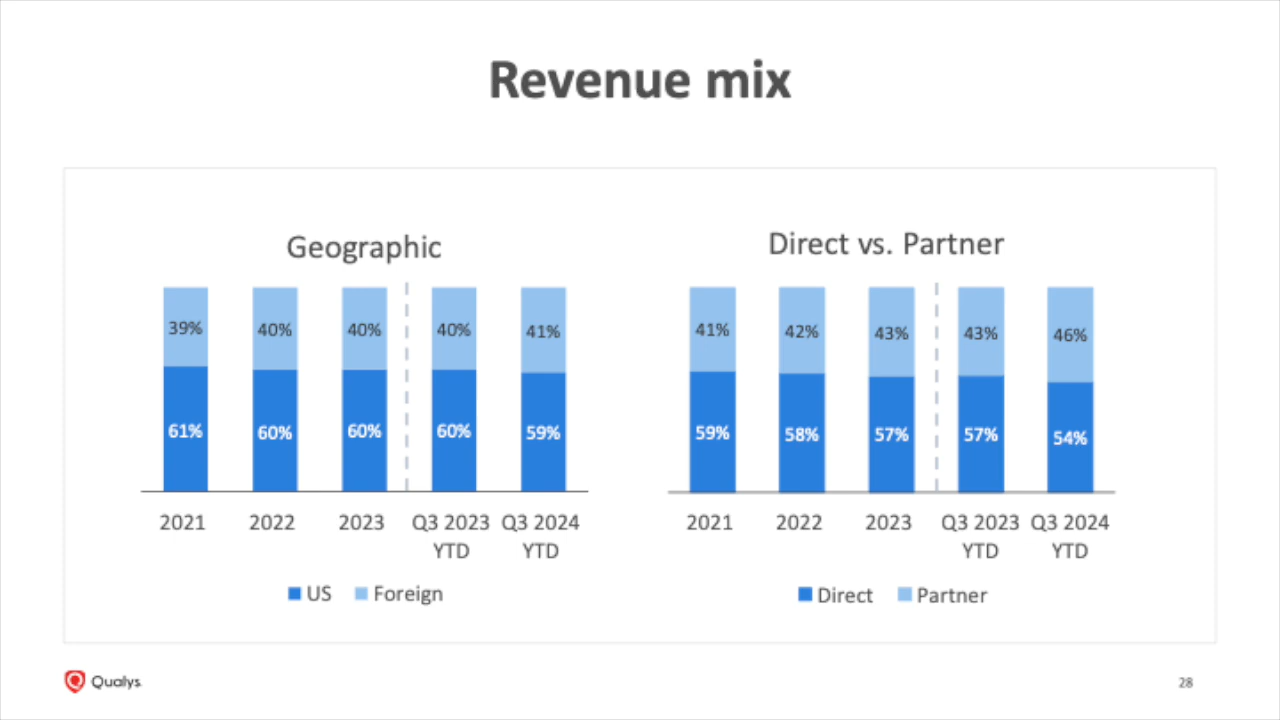 Revenue mix
Geographic
39% 40% 40% 40% 41%
61% 60% 60% 60% 59%
2021 2022 2023 Q3 2023 YTD Q3 2024 YTD
US Foreign
Direct vs. Partner
41% 42% 43% 43% 46%
59% 58% 57% 57% 54%
2021 2022 2023 Q3 2023 YTD Q3 2024 YTD
Direct Partner
Qualys.
28